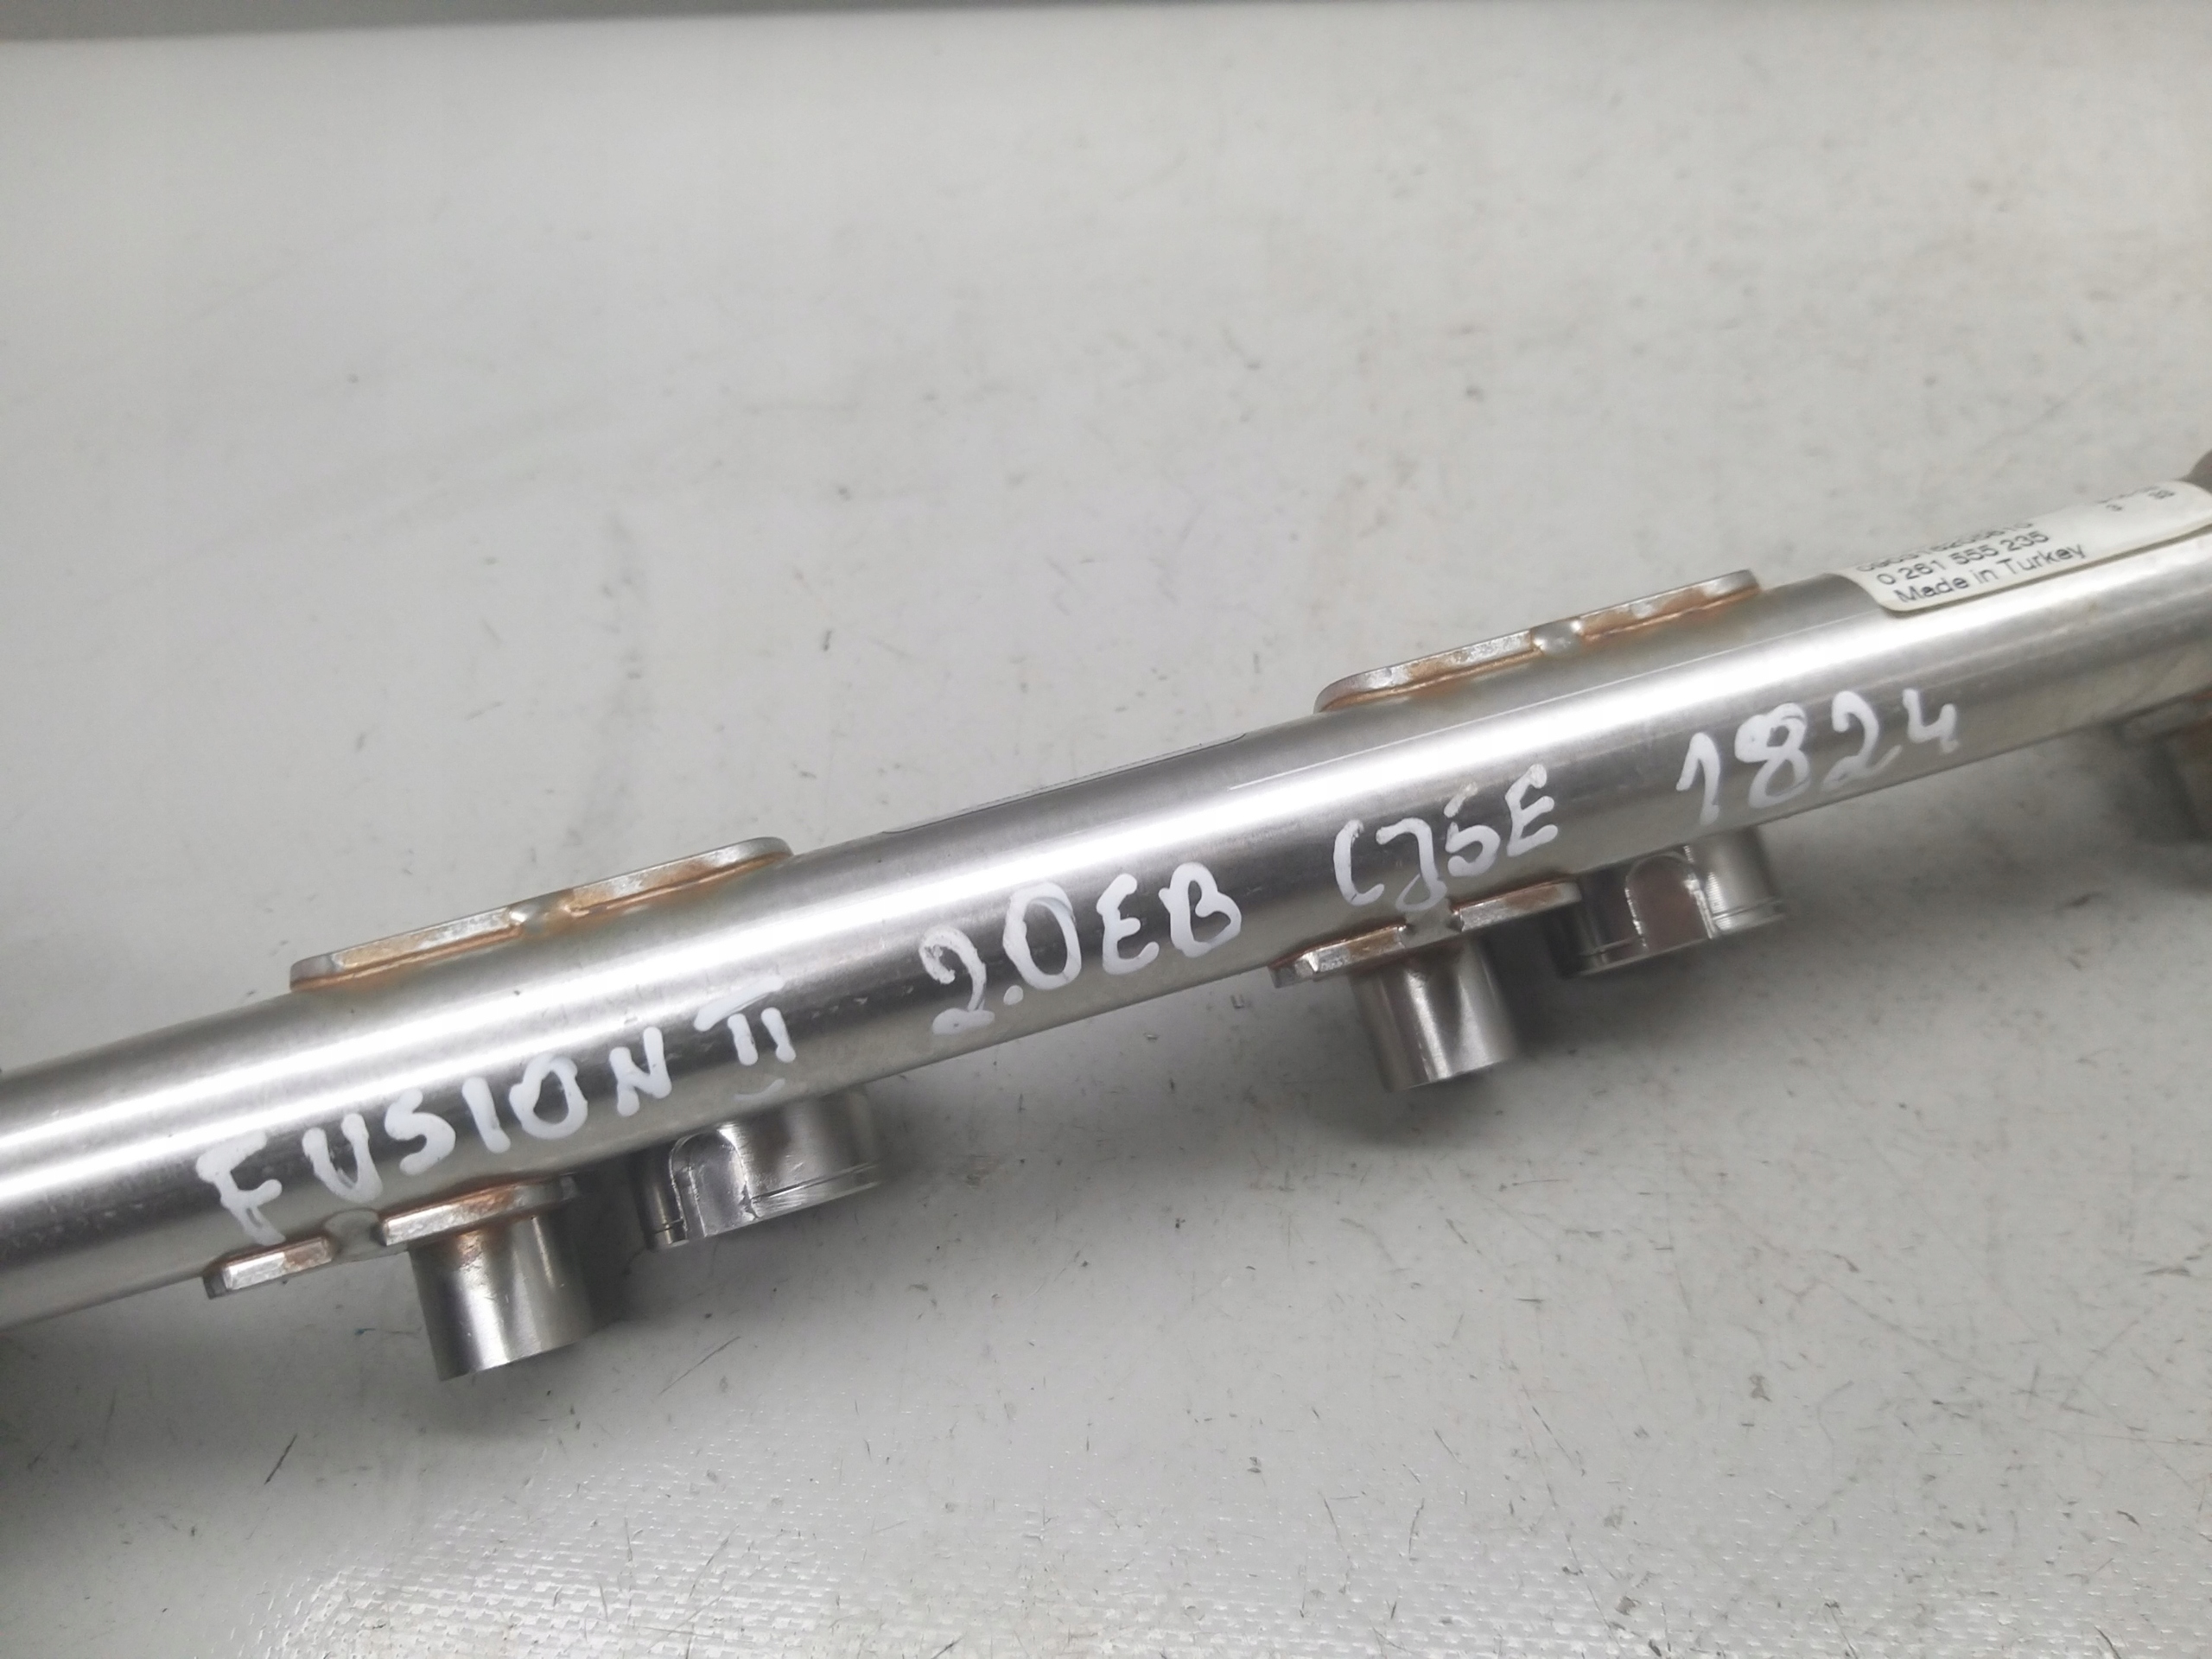 0 261 555 235
Made in Turkey
FUSION II 2.0EB CJ5E 1824